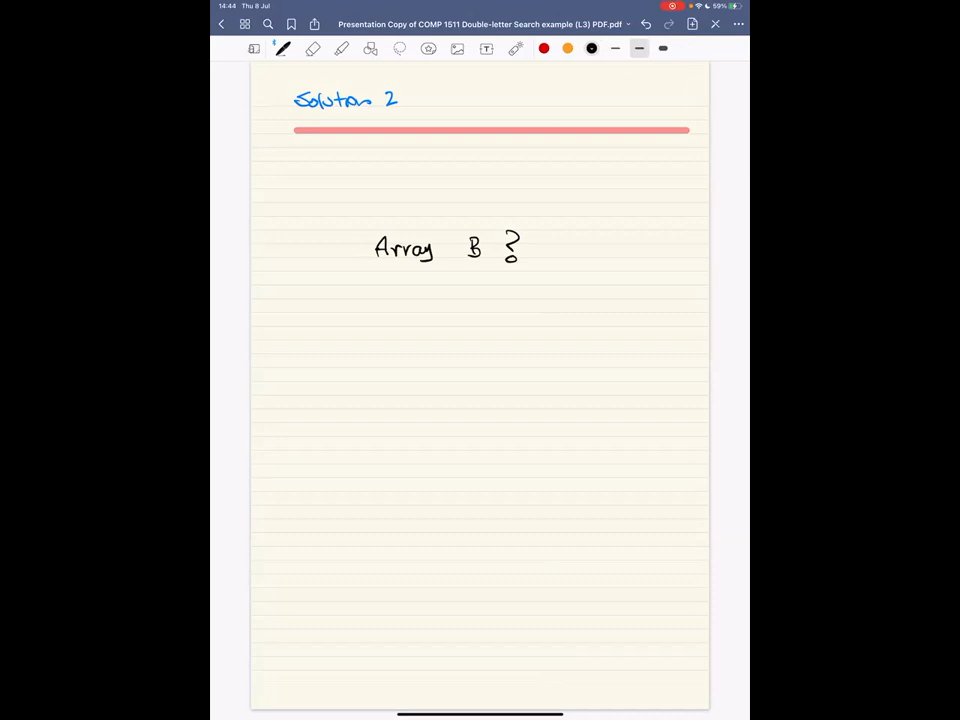 14:44 Thu 8 Jul 59%
Presentation Copy of COMP 1511 Double-letter Search example (L3) PDF.pdf
Solution 2
Array B ?